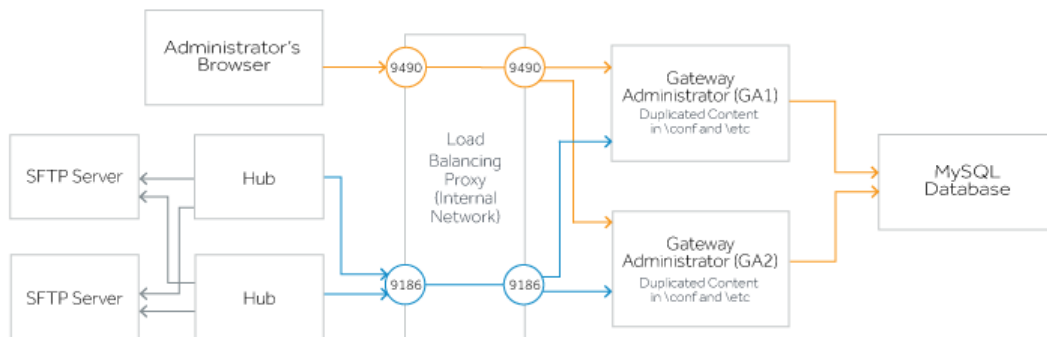 Administrator's
Browser
9490
9490
Gateway
Administrator (GA1)
Duplicated Content
in \conf and \etc
SFTP Server
Hub
Load
Balancing
Proxy
(Internal
Network)
MySQL
Database
SFTP Server
Hub
9186
9186
Gateway
Administrator (GA2)
Duplicated Content
in \conf and \etc